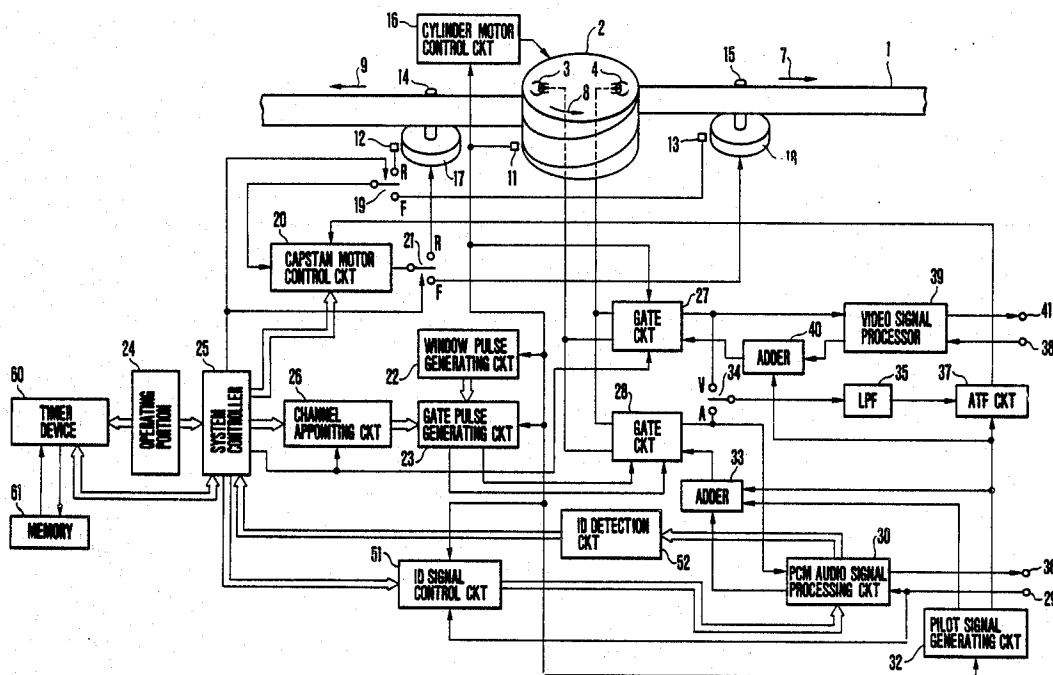 16
CYLINDER MOTOR
CONTROL CKT
2
9
14
3
4
8
15
7
1
12
R
19
F
17
11
13
18
20
CAPSTAN MOTOR
CONTROL CKT
21
R
F
27
GATE
CKT
39
VIDEO SIGNAL
PROCESSOR
41
38
40
ADDER
WINDOW PULSE
GENERATING CKT
22
V
34
A
35
LPF
37
ATF CKT
60
TIMER
DEVICE
24
OPERATING
PORTION
25
SYSTEM
CONTROLLER
26
CHANNEL
APPOINTING CKT
GATE PULSE
GENERATING CKT
23
28
GATE
CKT
33
ADDER
61
MEMORY
ID DETECTION
CKT
52
51
ID SIGNAL
CONTROL CKT
30
PCM AUDIO SIGNAL
PROCESSING CKT
38
29
PILOT SIGNAL
GENERATING CKT
32